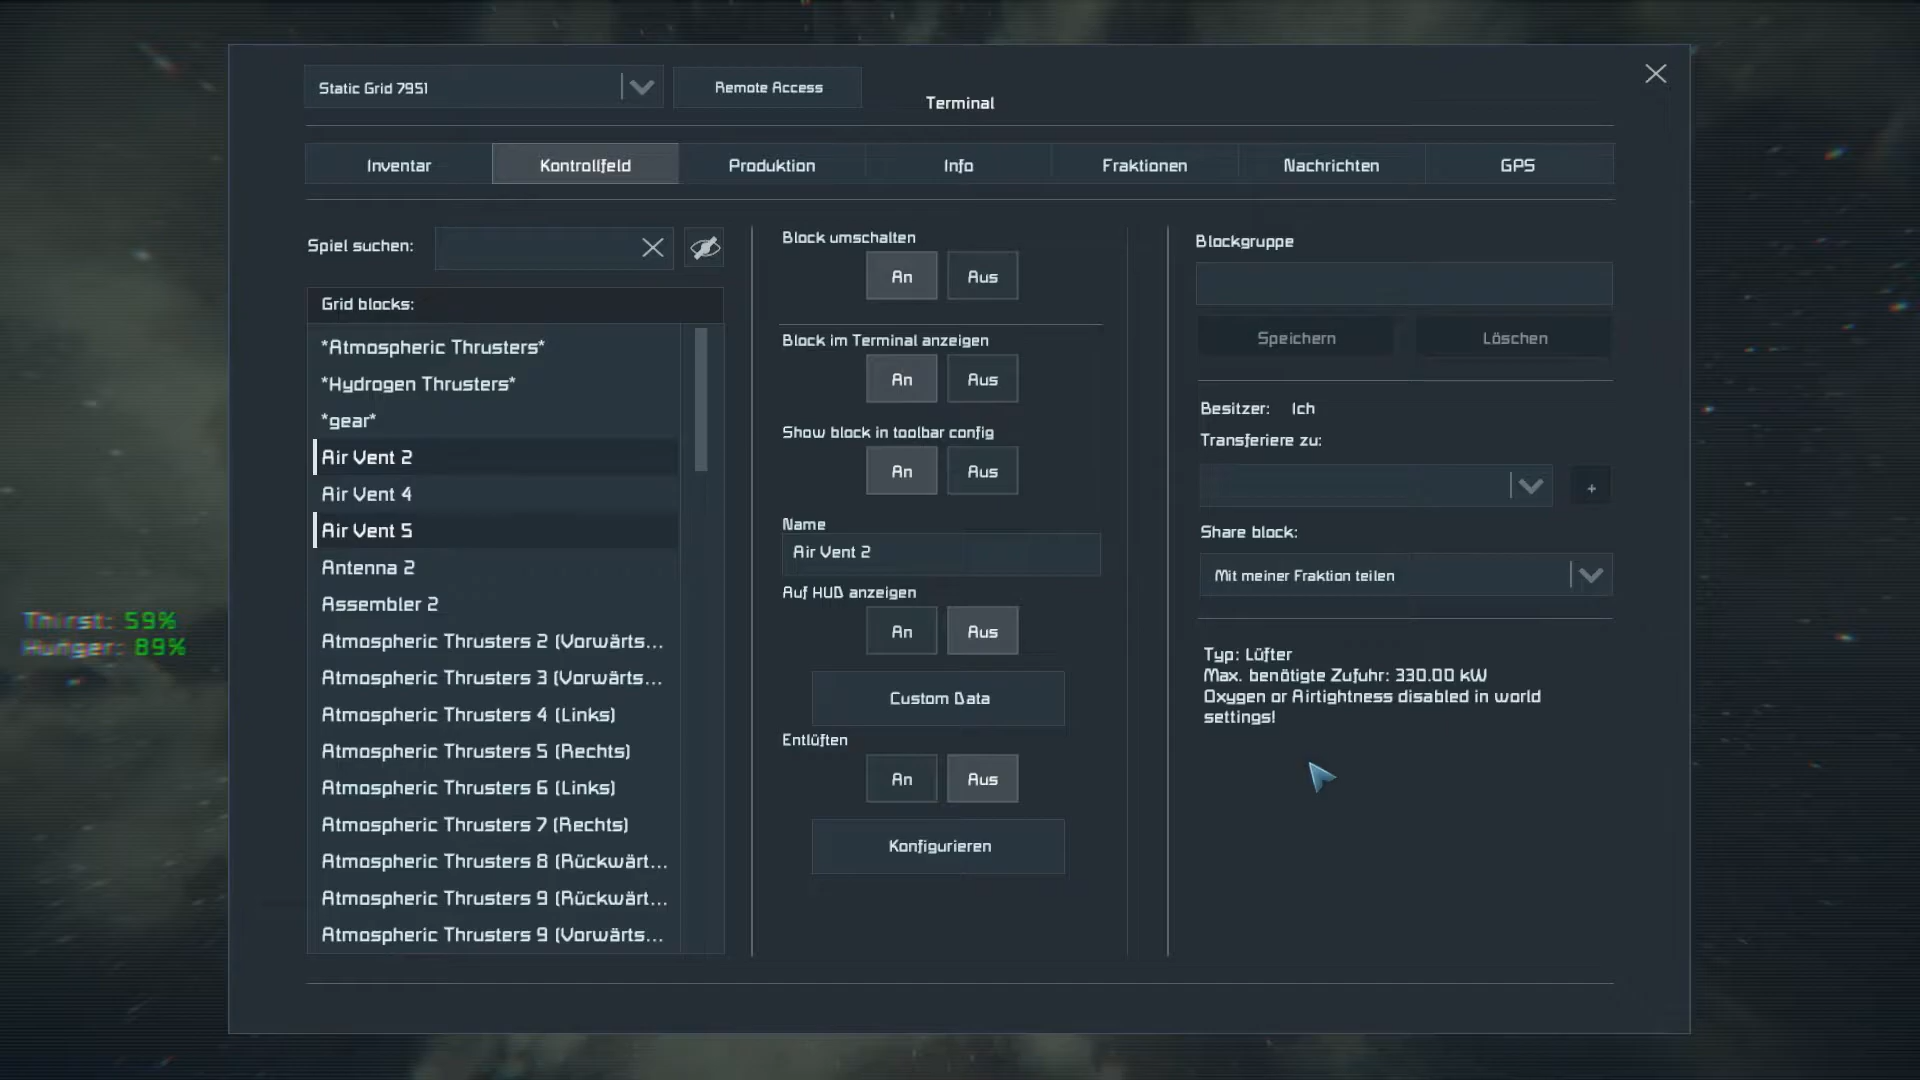 Static Grid 7951
Remote Access
Terminal
Inventar
Kontrollfeld
Produktion
Info
Fraktionen
Nachrichten
GPS
Spiel suchen:
Grid blocks:
*Atmospheric Thrusters*
*Hydrogen Thrusters*
*gear*
Air Vent 2
Air Vent 4
Air Vent 5
Antenna 2
Assembler 2
Atmospheric Thrusters 2 (Vorwärts...
Atmospheric Thrusters 3 (Vorwärts...
Atmospheric Thrusters 4 (Links)
Atmospheric Thrusters 5 (Rechts)
Atmospheric Thrusters 6 (Links)
Atmospheric Thrusters 7 (Rechts)
Atmospheric Thrusters 8 (Rückwärt...
Atmospheric Thrusters 9 (Rückwärt...
Atmospheric Thrusters 9 (Vorwärts...
Block umschalten
An Aus
Block im Terminal anzeigen
An Aus
Show block in toolbar config
An Aus
Name
Air Vent 2
Auf HUD anzeigen
An Aus
Custom Data
Entlüften
An Aus
Konfigurieren
Blockgruppe
Speichern Löschen
Besitzer: Ich
Transferiere zu:
+
Share block:
Mit meiner Fraktion teilen
Typ: Lüfter
Max. benötigte Zufuhr: 330.00 kW
Oxygen or Airtightness disabled in world
settings!
Thirst: 59%
Hunger: 89%